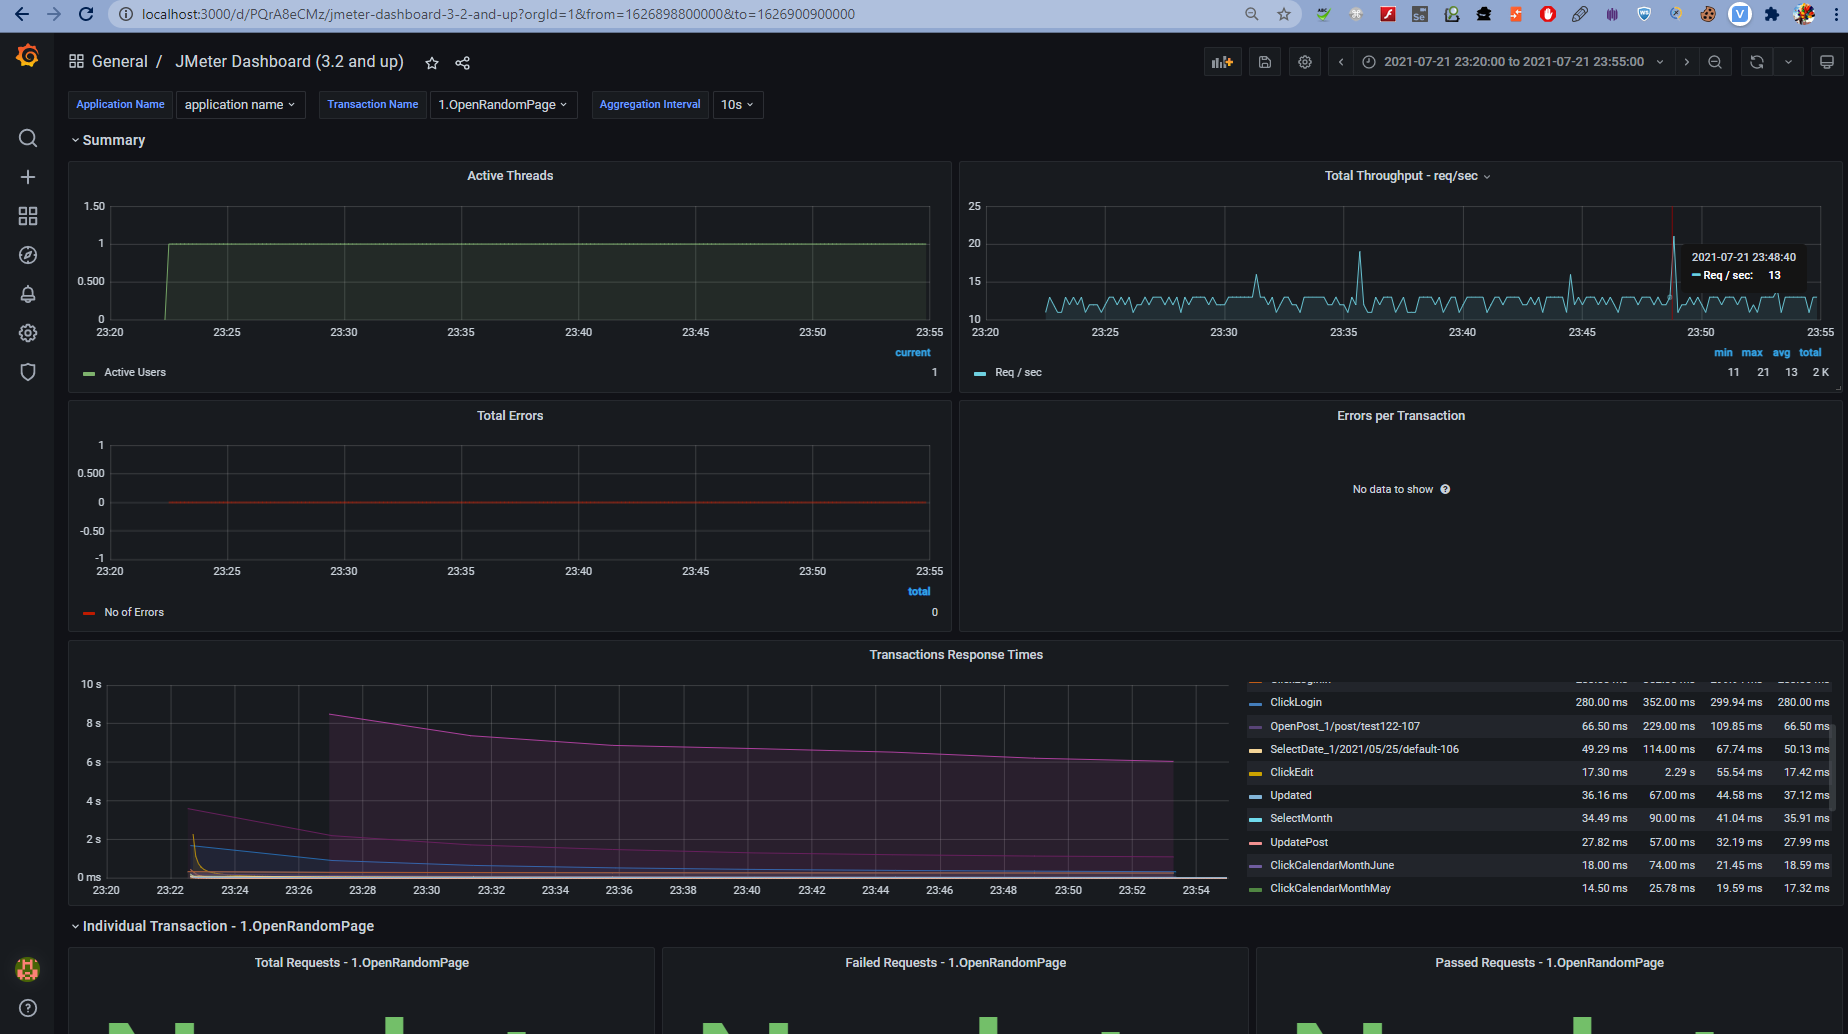 localhost:3000/d/PQrA8eCMz/jmeter-dashboard-3-2-and-up?orgId=1&from=1626898800000&to=1626900900000
General / JMeter Dashboard (3.2 and up)
2021-07-21 23:20:00 to 2021-07-21 23:55:00
Application Name application name Transaction Name 1.OpenRandomPage Aggregation Interval 10s
Summary
Active Threads
1.50
1
0.500
0
23:20 23:25 23:30 23:35 23:40 23:45 23:50 23:55
current
Active Users 1
Total Throughput - req/sec
25
20
15
10
2021-07-21 23:48:40
Req / sec: 13
23:20 23:25 23:30 23:35 23:40 23:45 23:50 23:55
min max avg total
Req / sec 11 21 13 2 K
Total Errors
1
0.500
0
-0.50
-1
23:20 23:25 23:30 23:35 23:40 23:45 23:50 23:55
total
No of Errors 0
Errors per Transaction
No data to show
Transactions Response Times
10 s
8 s
6 s
4 s
2 s
0 ms
23:20 23:22 23:24 23:26 23:28 23:30 23:32 23:34 23:36 23:38 23:40 23:42 23:44 23:46 23:48 23:50 23:52 23:54
ClickLogin 280.00 ms 352.00 ms 299.94 ms 280.00 ms
OpenPost_1/post/test122-107 66.50 ms 229.00 ms 109.85 ms 66.50 ms
SelectDate_1/2021/05/25/default-106 49.29 ms 114.00 ms 67.74 ms 50.13 ms
ClickEdit 17.30 ms 2.29 s 55.54 ms 17.42 ms
Updated 36.16 ms 67.00 ms 44.58 ms 37.12 ms
SelectMonth 34.49 ms 90.00 ms 41.04 ms 35.91 ms
UpdatePost 27.82 ms 57.00 ms 32.19 ms 27.99 ms
ClickCalendarMonthJune 18.00 ms 74.00 ms 21.45 ms 18.59 ms
ClickCalendarMonthMay 14.50 ms 25.78 ms 19.59 ms 17.32 ms
Individual Transaction - 1.OpenRandomPage
Total Requests - 1.OpenRandomPage
Failed Requests - 1.OpenRandomPage
Passed Requests - 1.OpenRandomPage